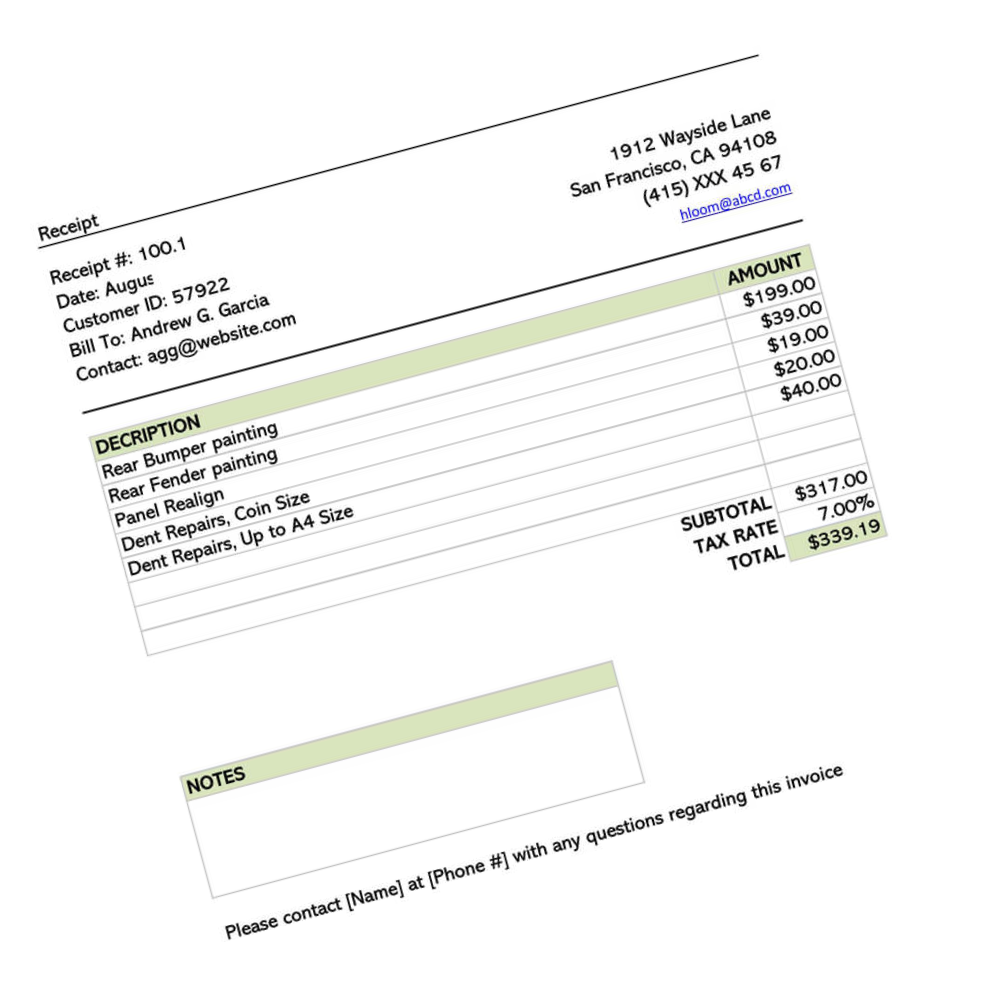 Receipt
1912 Wayside Lane
San Francisco, CA 94108
(415) XXX 45 67
hloom@abcd.com
Receipt #: 100.1
Date: Augus
Customer ID: 57922
Bill To: Andrew G. Garcia
Contact: agg@website.com
DECRIPTION AMOUNT
Rear Bumper painting $199.00
Rear Fender painting $39.00
Panel Realign $19.00
Dent Repairs, Coin Size $20.00
Dent Repairs, Up to A4 Size $40.00
SUBTOTAL $317.00
TAX RATE 7.00%
TOTAL $339.19
NOTES
Please contact [Name] at [Phone #] with any questions regarding this invoice